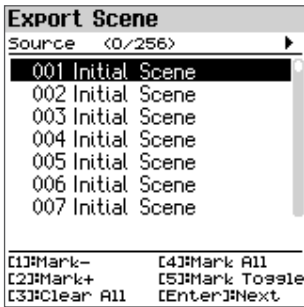 Export Scene
Source (0/256)
001 Initial Scene
002 Initial Scene
003 Initial Scene
004 Initial Scene
005 Initial Scene
006 Initial Scene
007 Initial Scene
[1]:Mark- [4]:Mark All
[2]:Mark+ [5]:Mark Toggle
[3]:Clear All [Enter]:Next